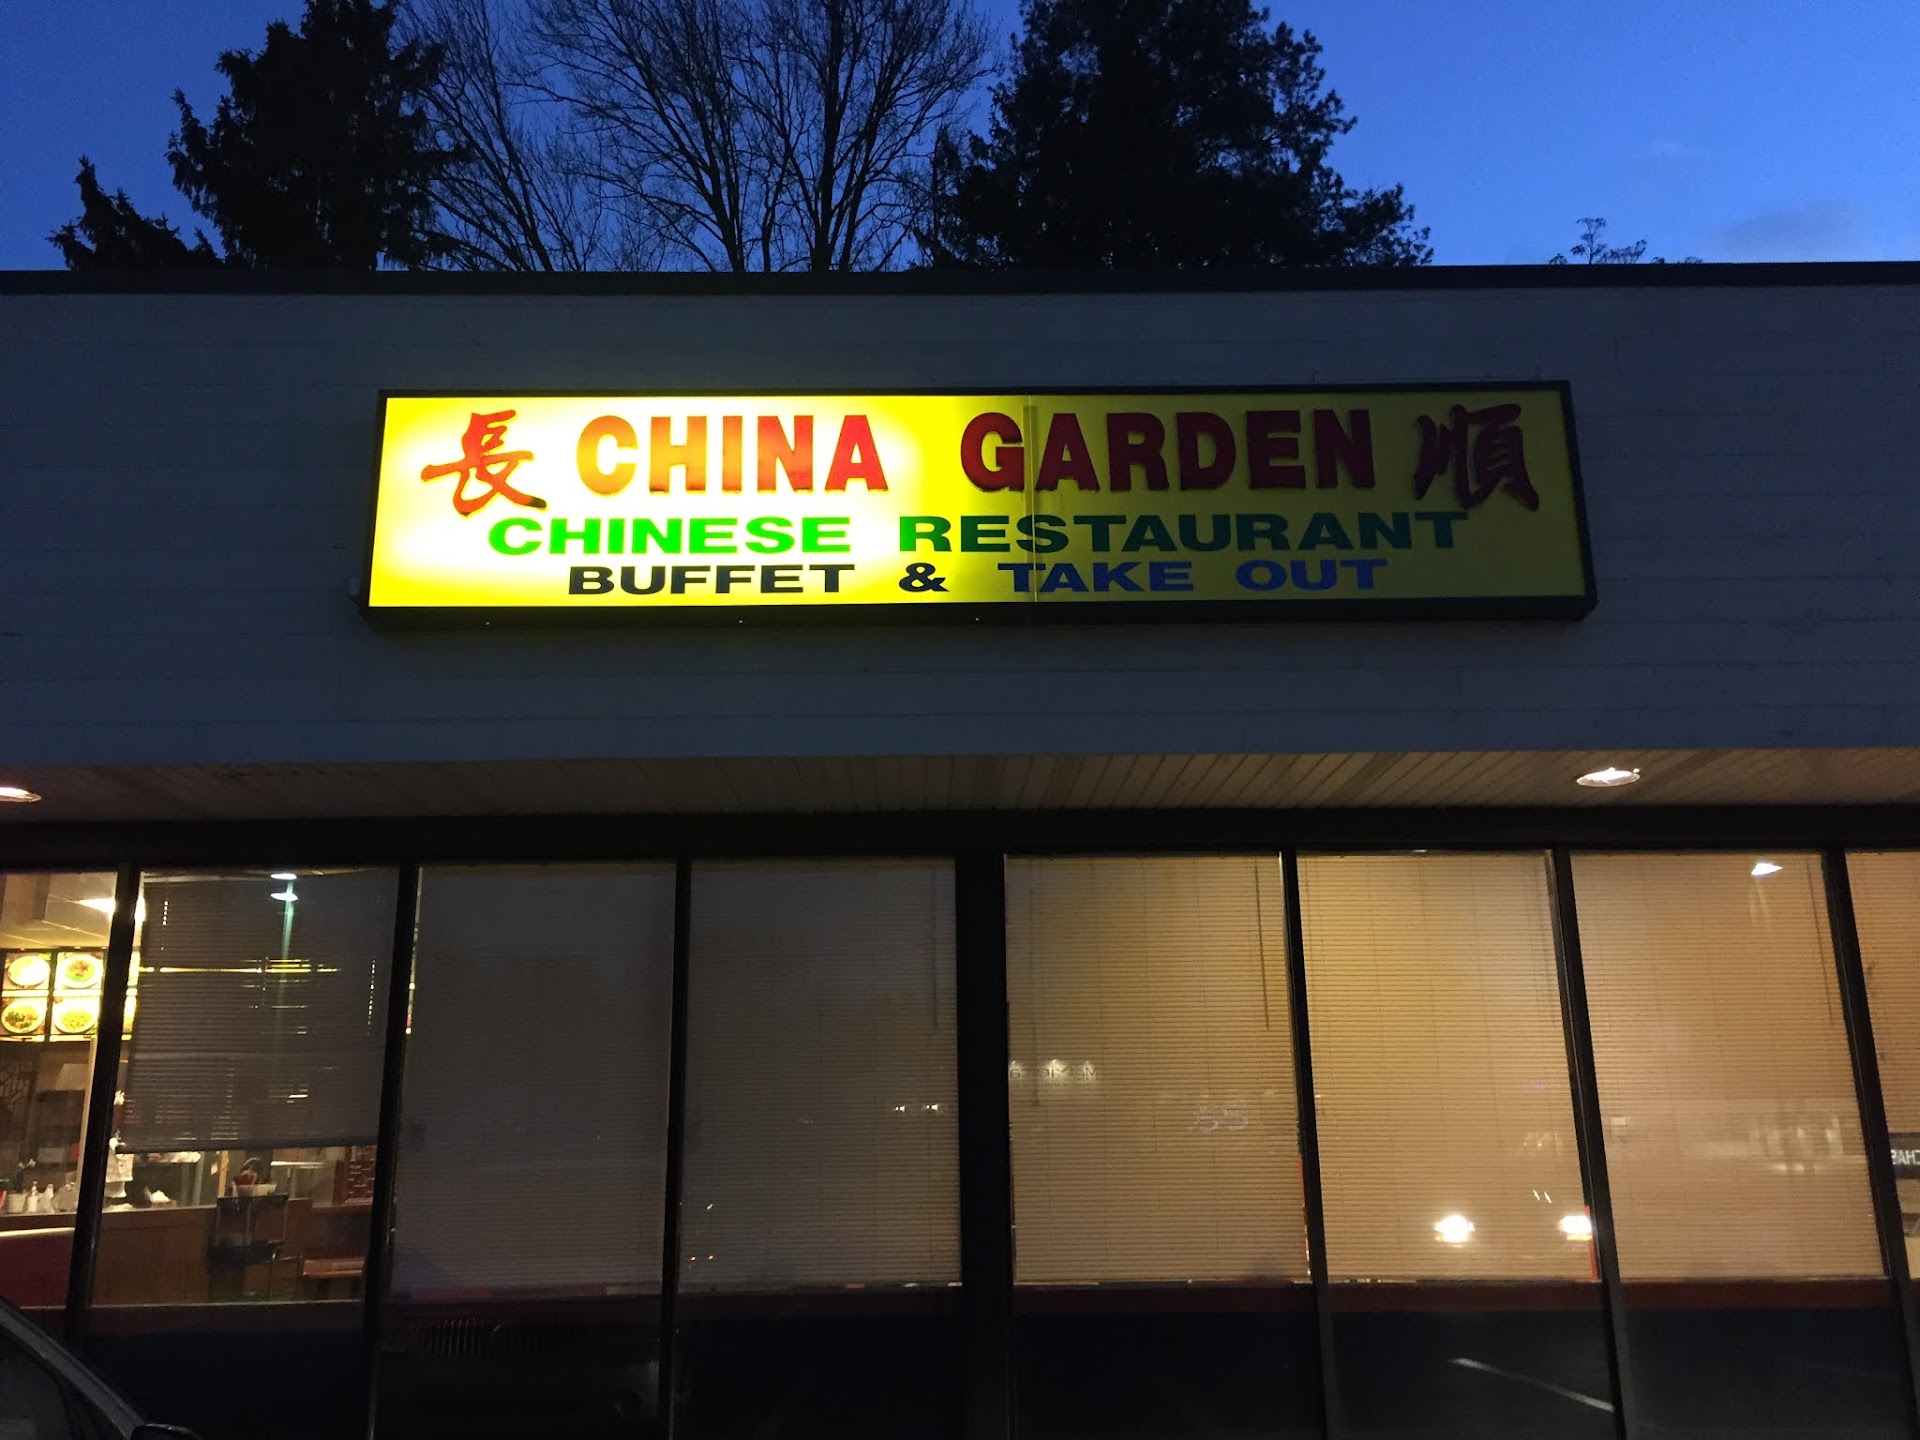 長 CHINA GARDEN 順
CHINESE RESTAURANT
BUFFET & TAKE OUT